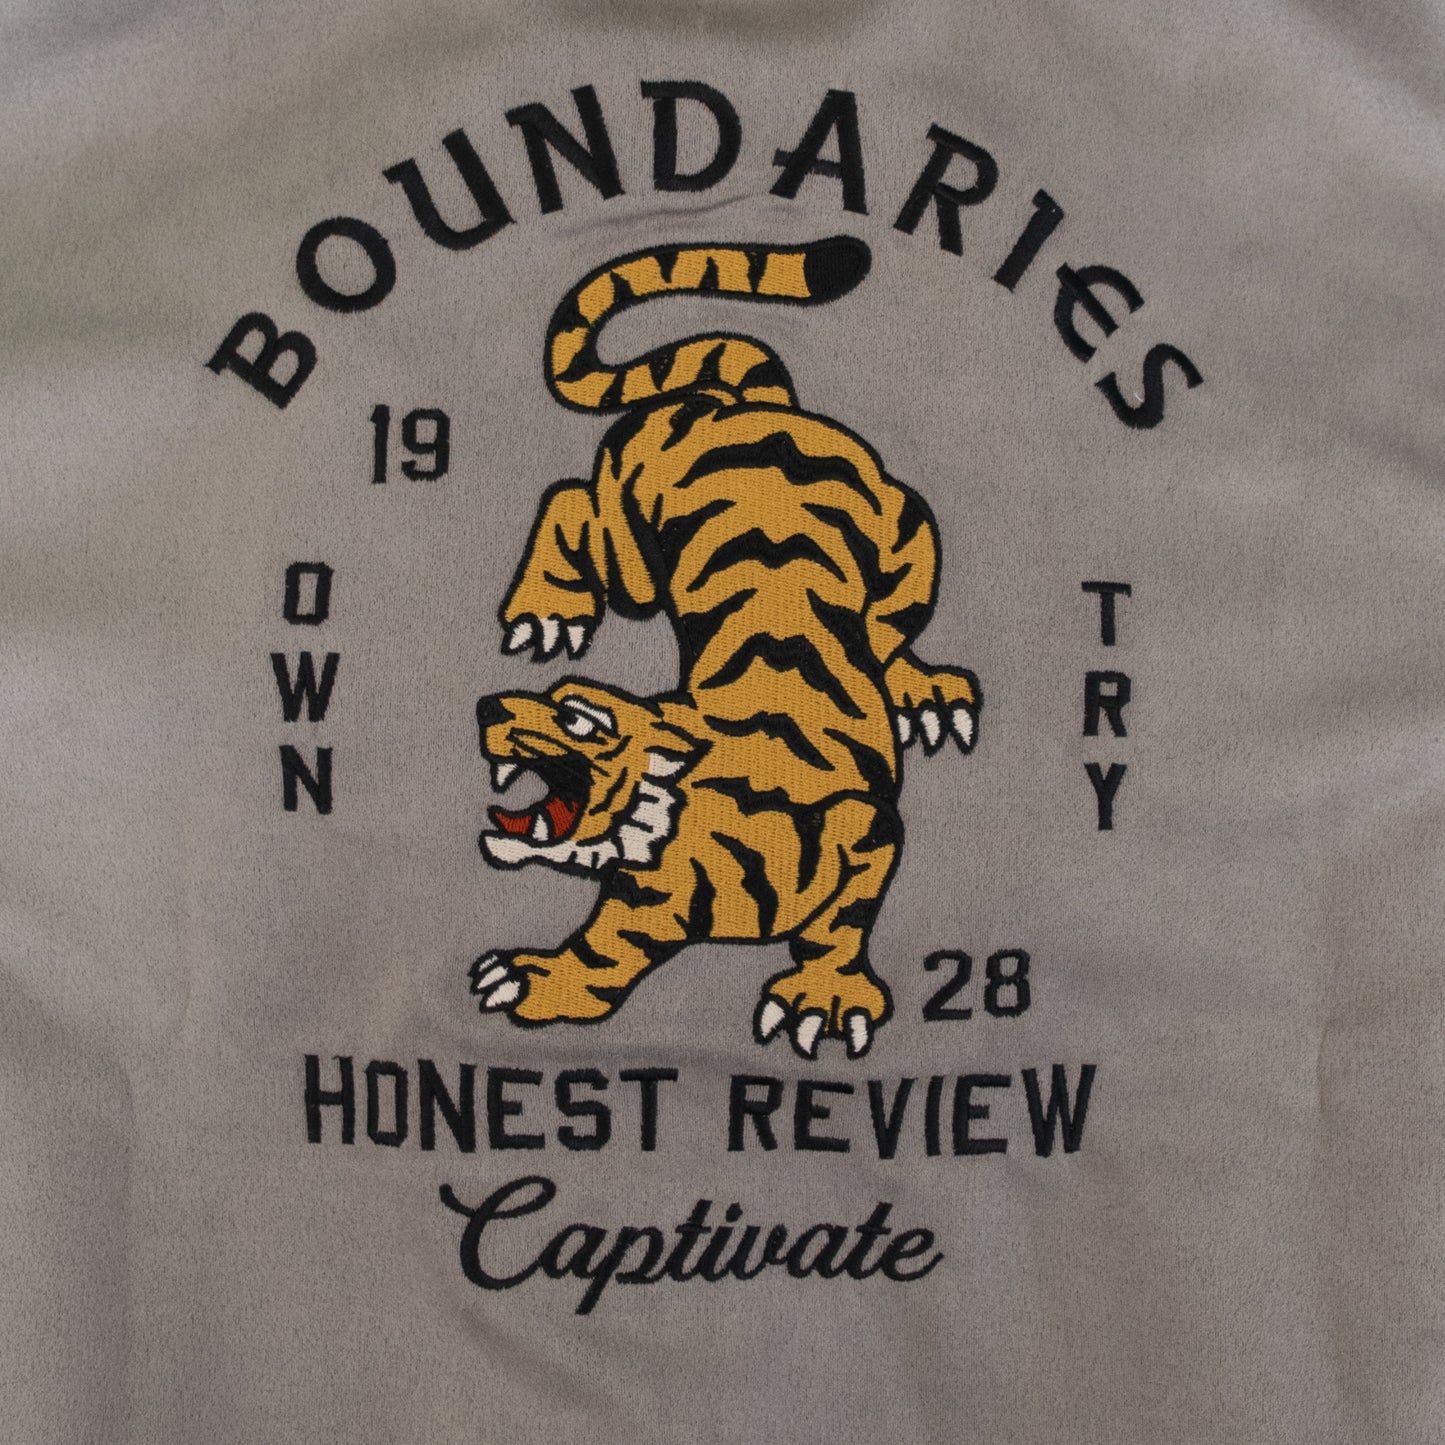 BOUNDARIES
19
OWN
TRY
28
HONEST REVIEW
Captivate